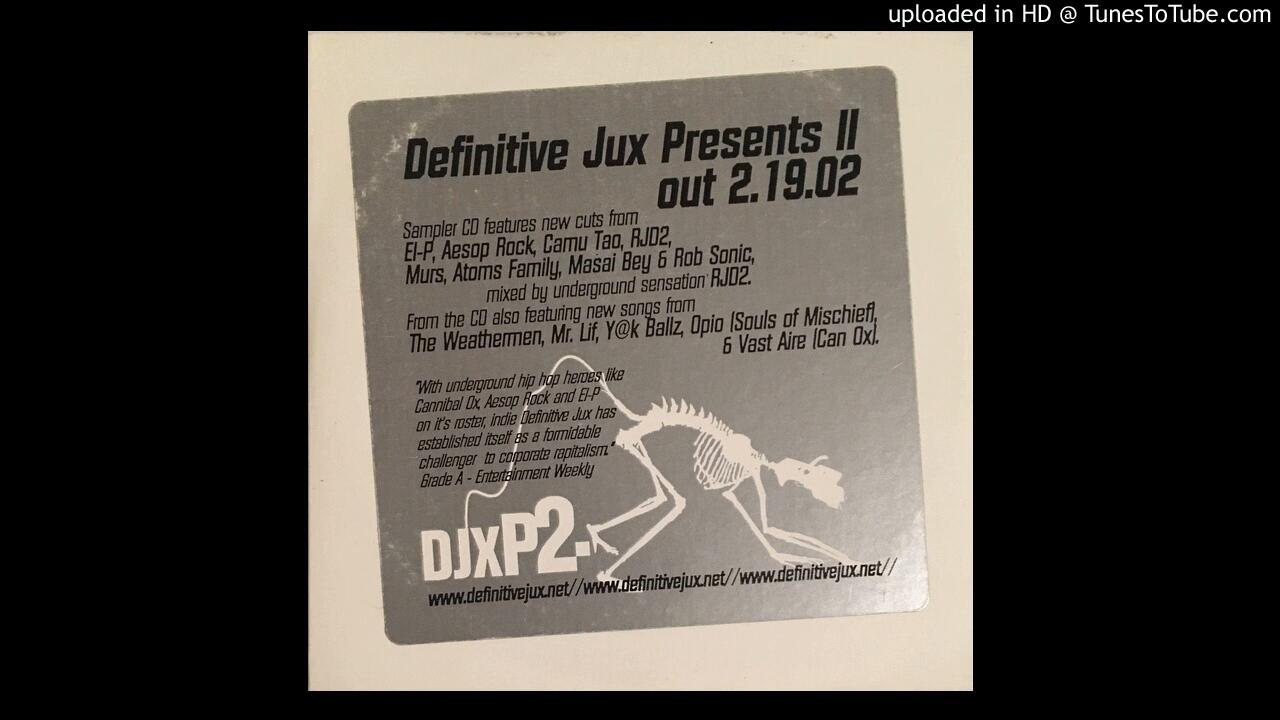 uploaded in HD @ TunesToTube.com
Definitive Jux Presents II
out 2.19.02
Sampler CD features new cuts from
El-P, Aesop Rock, Camu Tao, RJD2,
Murs, Atoms Family, Masai Bey & Rob Sonic,
mixed by underground sensation RJD2.
From the CD also featuring new songs from
The Weathermen, Mr. Lif, Y@k Ballz, Opio (Souls of Mischief),
& Vast Aire (Can Ox).
"With underground hip hop heroes like
Cannibal Ox, Aesop Rock and El-P
on it's roster, indie Definitive Jux has
established itself as a formidable
challenger to corporate rapitalism."
Grade A - Entertainment Weekly
DJXP2.
www.definitivejux.net//www.definitivejux.net//www.definitivejux.net//